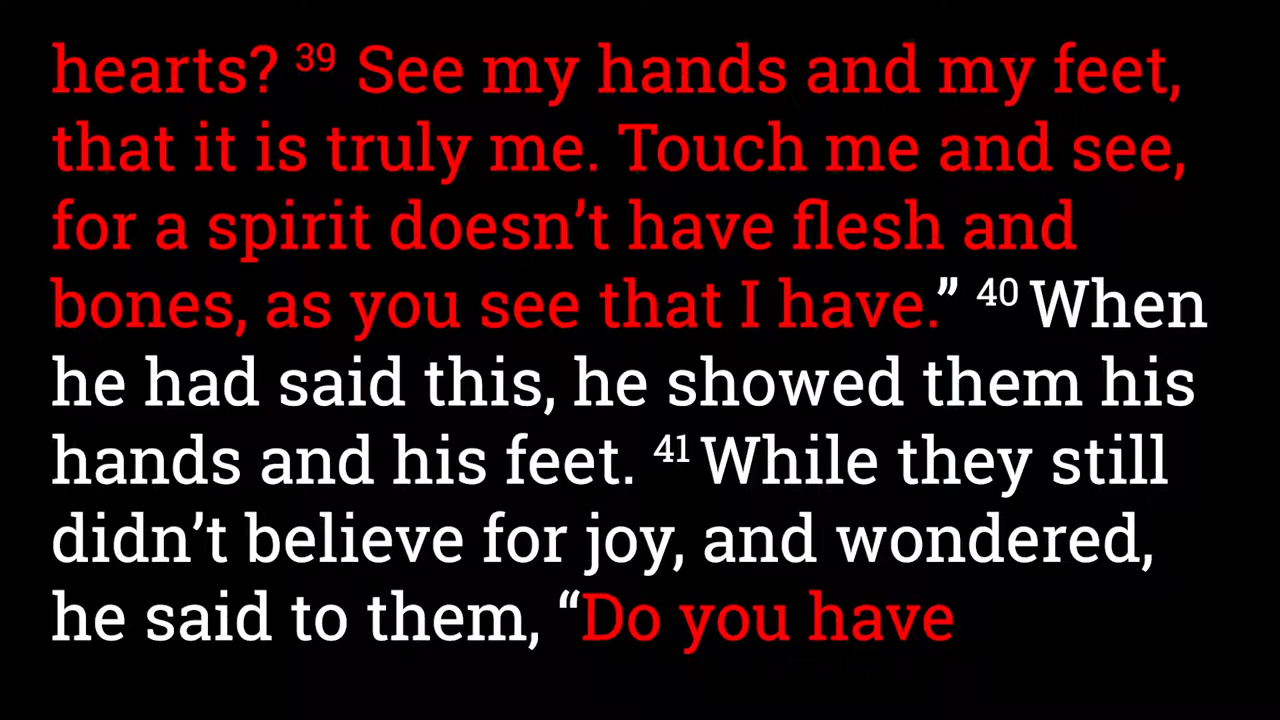 hearts? 39 See my hands and my feet,
that it is truly me. Touch me and see,
for a spirit doesn’t have flesh and
bones, as you see that I have.” 40 When
he had said this, he showed them his
hands and his feet. 41 While they still
didn’t believe for joy, and wondered,
he said to them, “Do you have